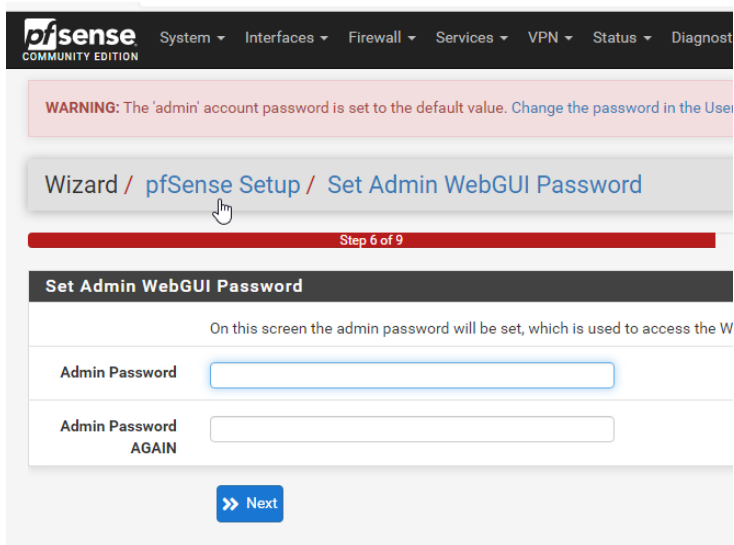 pfsense
COMMUNITY EDITION
System Interfaces Firewall Services VPN Status Diagnost
WARNING: The 'admin' account password is set to the default value. Change the password in the User
Wizard / pfSense Setup / Set Admin WebGUI Password
Step 6 of 9
Set Admin WebGUI Password
On this screen the admin password will be set, which is used to access the W
Admin Password
Admin Password
AGAIN
Next